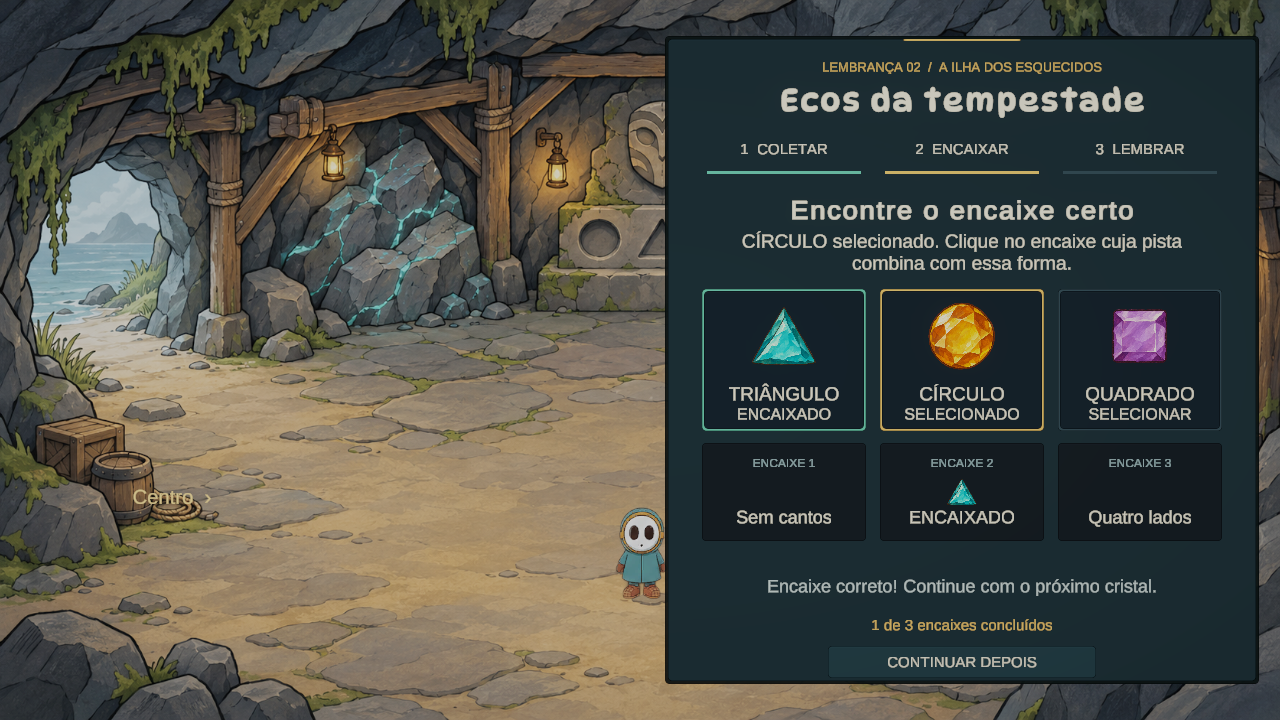 LEMBRANÇA 02 / A ILHA DOS ESQUECIDOS
Ecos da tempestade
1 COLETAR
2 ENCAIXAR
3 LEMBRAR
Encontre o encaixe certo
CÍRCULO selecionado. Clique no encaixe cuja pista
combina com essa forma.
TRIÂNGULO
ENCAIXADO
CÍRCULO
SELECIONADO
QUADRADO
SELECIONAR
ENCAIXE 1
Sem cantos
ENCAIXE 2
ENCAIXADO
ENCAIXE 3
Quatro lados
Centro ›
Encaixe correto! Continue com o próximo cristal.
1 de 3 encaixes concluídos
CONTINUAR DEPOIS